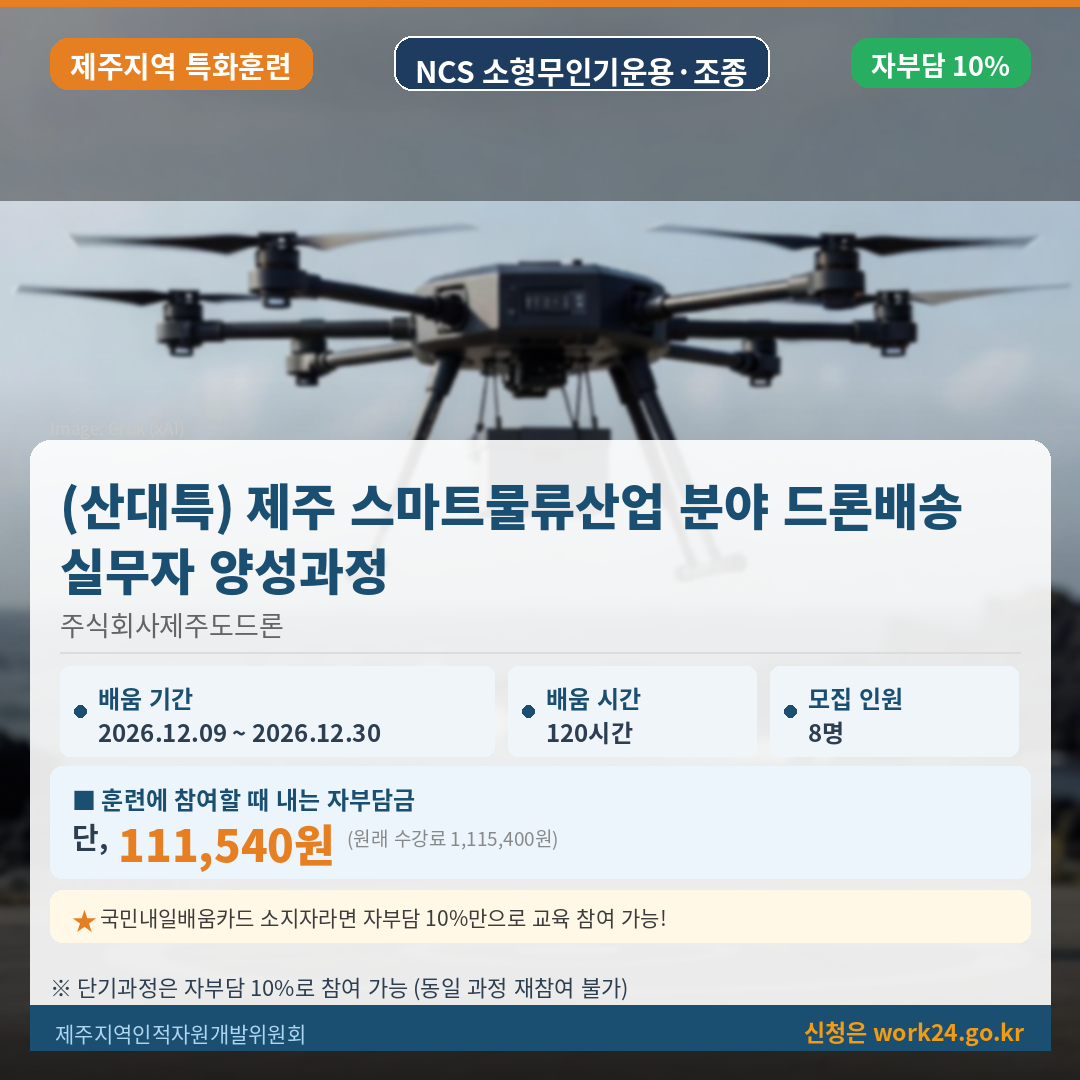 제주지역 특화훈련
NCS 소형무인기운용·조종
자부담 10%
(산대특) 제주 스마트물류산업 분야 드론배송
실무자 양성과정
주식회사제주도드론
배움 기간
2026.12.09 ~ 2026.12.30
배움 시간
120시간
모집 인원
8명
■ 훈련에 참여할 때 내는 자부담금
단, 111,540원 (원래 수강료 1,115,400원)
★ 국민내일배움카드 소지자라면 자부담 10%만으로 교육 참여 가능!
※ 단기과정은 자부담 10%로 참여 가능 (동일 과정 재참여 불가)
제주지역인적자원개발위원회
신청은 work24.go.kr